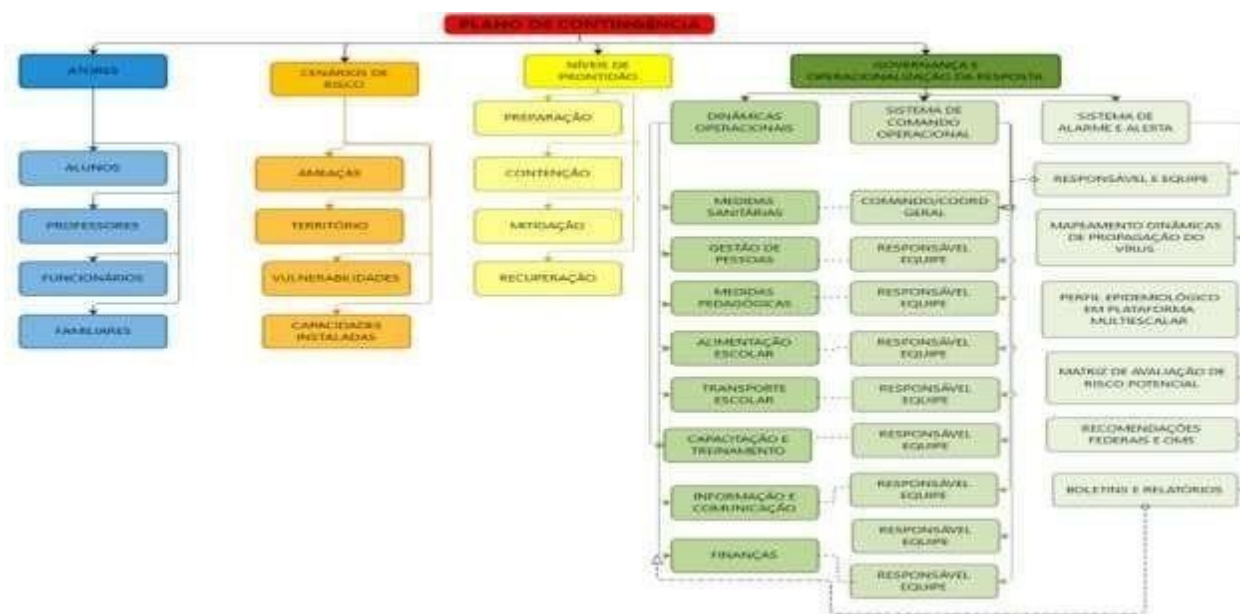 PLANO DE CONTINGÊNCIA
ATORES
CENÁRIOS DE
RISCO
NÍVEIS DE
PRONTIDÃO
GOVERNANÇA E
OPERACIONALIZAÇÃO DA RESPOSTA
ALUNOS
PROFESSORES
FUNCIONÁRIOS
FAMILIARES
AMEAÇAS
TERRITÓRIO
VULNERABILIDADES
CAPACIDADES
INSTALADAS
PREPARAÇÃO
CONTENÇÃO
MITIGAÇÃO
RECUPERAÇÃO
DINÂMICAS
OPERACIONAIS
MEDIDAS
SANITÁRIAS
GESTÃO DE
PESSOAS
MEDIDAS
PEDAGÓGICAS
ALIMENTAÇÃO
ESCOLAR
TRANSPORTE
ESCOLAR
CAPACITAÇÃO E
TREINAMENTO
INFORMAÇÃO E
COMUNICAÇÃO
FINANÇAS
SISTEMA DE
COMANDO
OPERACIONAL
COMANDO/COORD
GERAL
RESPONSÁVEL
EQUIPE
RESPONSÁVEL
EQUIPE
RESPONSÁVEL
EQUIPE
RESPONSÁVEL
EQUIPE
RESPONSÁVEL
EQUIPE
RESPONSÁVEL
EQUIPE
RESPONSÁVEL
EQUIPE
RESPONSÁVEL
EQUIPE
SISTEMA DE
ALARME E ALERTA
RESPONSÁVEL E EQUIPE
MAPEAMENTO DINÂMICAS
DE PROPAGAÇÃO DO
VÍRUS
PERFIL EPIDEMIOLÓGICO
EM PLATAFORMA
MULTIESCALAR
MATRIZ DE AVALIAÇÃO DE
RISCO POTENCIAL
RECOMENDAÇÕES
FEDERAIS E OMS
BOLETINS E RELATÓRIOS